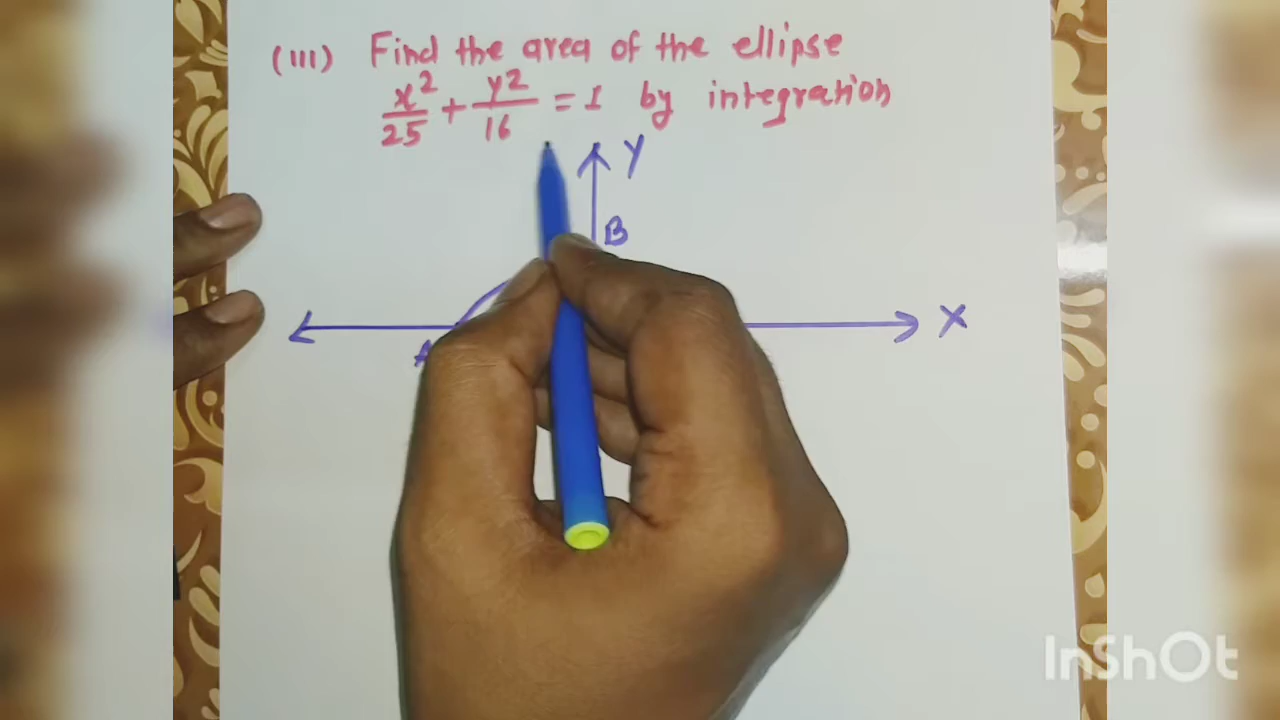 (III) Find the area of the ellipse
x²/25 + y2/16 = 1 by integration
Y
B
X
A
InShOt